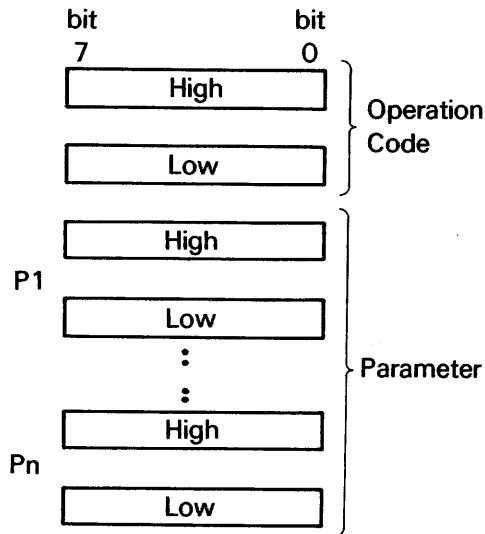 bit bit
7 0
High
Operation
Code
Low
High
P1
Low
:
:
Parameter
High
Pn
Low